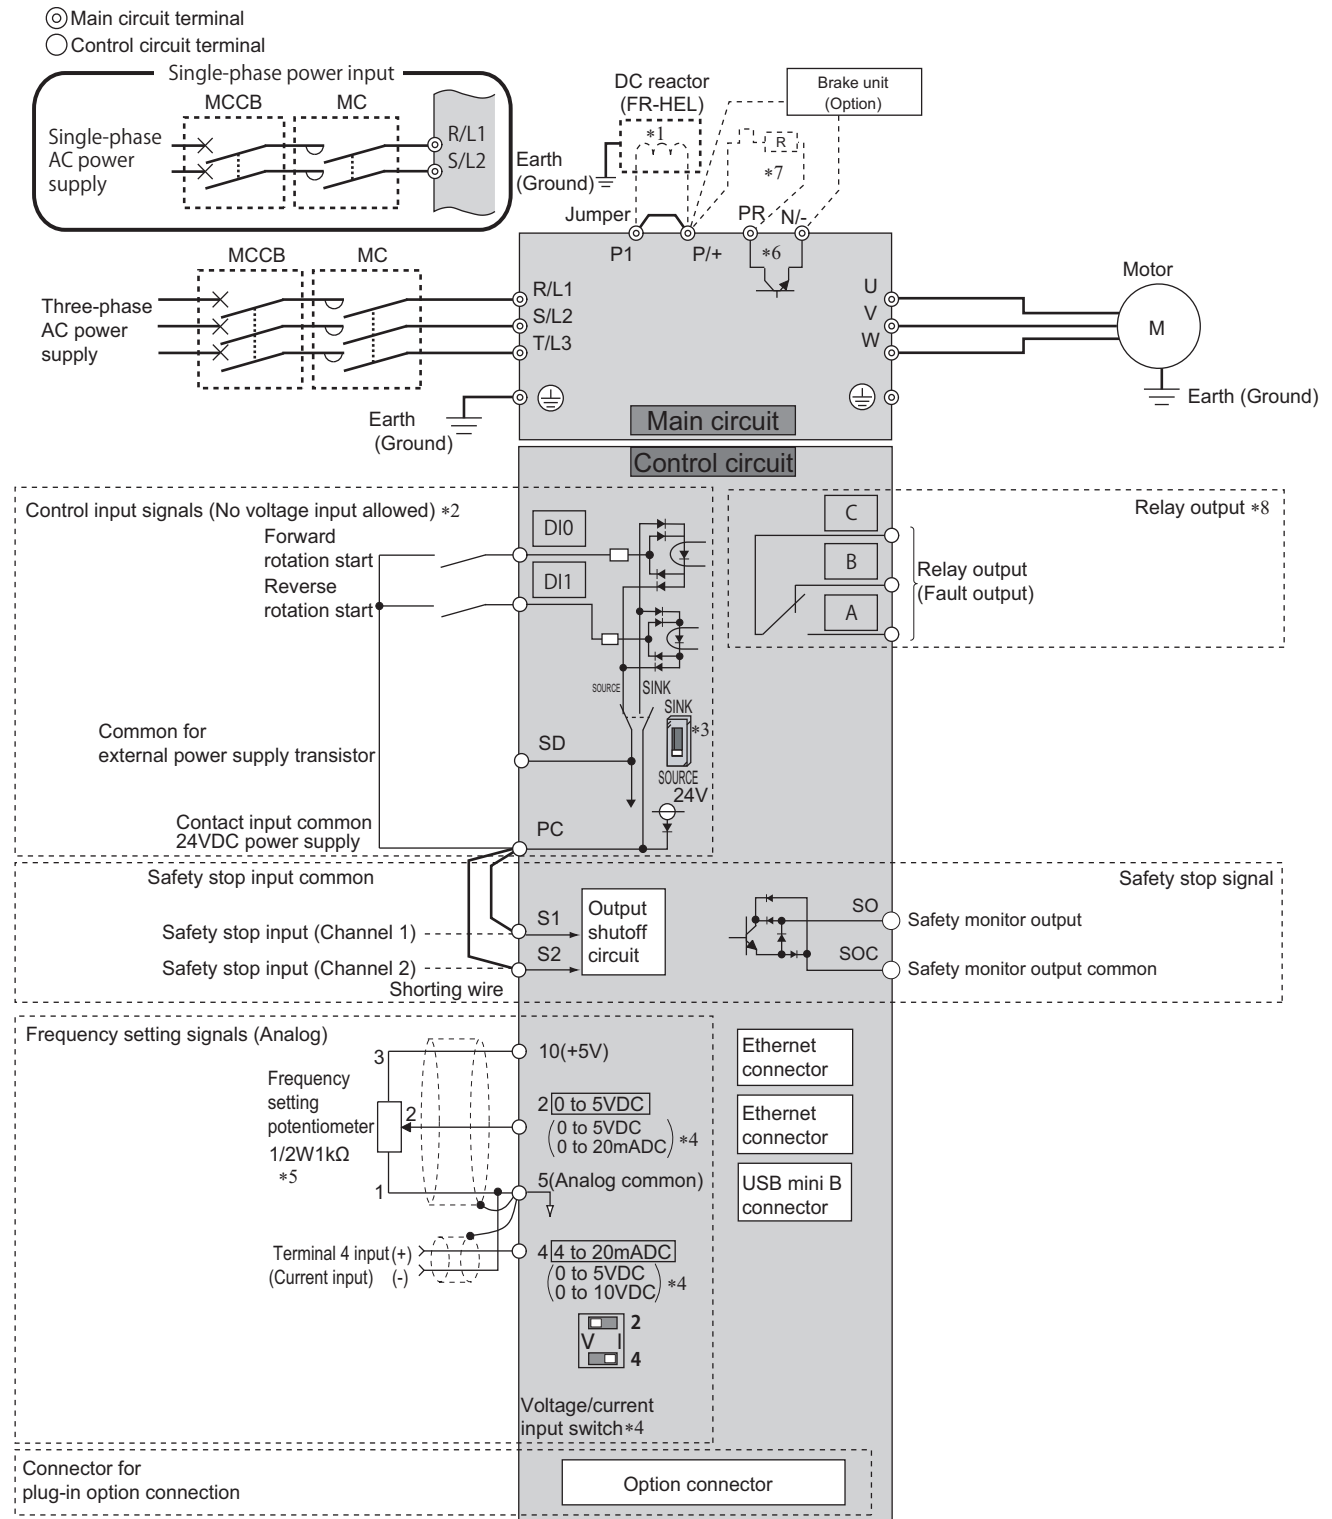 Main circuit terminal
Control circuit terminal
Single-phase power input
MCCB
MC
Single-phase
AC power
supply
R/L1
S/L2
DC reactor
(FR-HEL)
*1
Earth
(Ground)
Brake unit
(Option)
R
*7
Jumper
P1
P/+
PR
N/-
*6
MCCB
MC
Three-phase
AC power
supply
R/L1
S/L2
T/L3
Earth
(Ground)
U
V
W
Motor
M
Earth (Ground)
Main circuit
Control circuit
Control input signals (No voltage input allowed) *2
Forward
rotation start
Reverse
rotation start
DI0
DI1
SOURCE
SINK
SINK
*3
SOURCE
24V
Common for
external power supply transistor
SD
Contact input common
24VDC power supply
PC
Relay output *8
C
B
A
Relay output
(Fault output)
Safety stop input common
Safety stop input (Channel 1)
Safety stop input (Channel 2)
Shorting wire
S1
S2
Output
shutoff
circuit
Safety stop signal
SO
Safety monitor output
SOC
Safety monitor output common
Frequency setting signals (Analog)
3
Frequency
setting
potentiometer
1/2W1kΩ
*5
2
1
10(+5V)
2 0 to 5VDC
(0 to 5VDC
0 to 20mADC) *4
5(Analog common)
Terminal 4 input (+)
(Current input) (-)
4 4 to 20mADC
(0 to 5VDC
0 to 10VDC) *4
2
V I
4
Voltage/current
input switch*4
Ethernet
connector
Ethernet
connector
USB mini B
connector
Connector for
plug-in option connection
Option connector